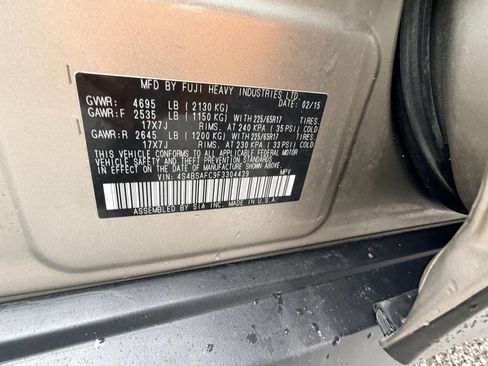 MFD BY FUJI HEAVY INDUSTRIES LTD.
GVWR: 4695 LB ( 2130 KG) DATE: 02/15
GAWR:F 2535 LB ( 1150 KG) WITH 225/65R17 TIRES.
17X7J RIMS. AT 240 KPA ( 35 PSI) COLD
GAWR:R 2645 LB ( 1200 KG) WITH 225/65R17 TIRES.
17X7J RIMS. AT 230 KPA ( 33 PSI) COLD
THIS VEHICLE CONFORMS TO ALL APPLICABLE FEDERAL MOTOR
VEHICLE SAFETY, BUMPER, AND THEFT PREVENTION STANDARDS
IN EFFECT ON THE DATE OF MANUFACTURE SHOWN ABOVE.
VIN: 4S4BSAFC9F3304439 MPV
ASSEMBLED BY SIA INC. MADE IN U.S.A.